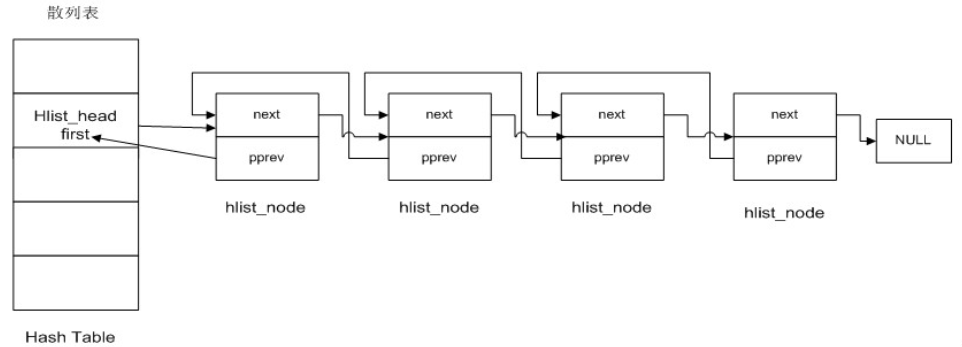 散列表
Hlist_head
first
next
pprev
hlist_node
next
pprev
hlist_node
next
pprev
hlist_node
next
pprev
hlist_node
NULL
Hash Table